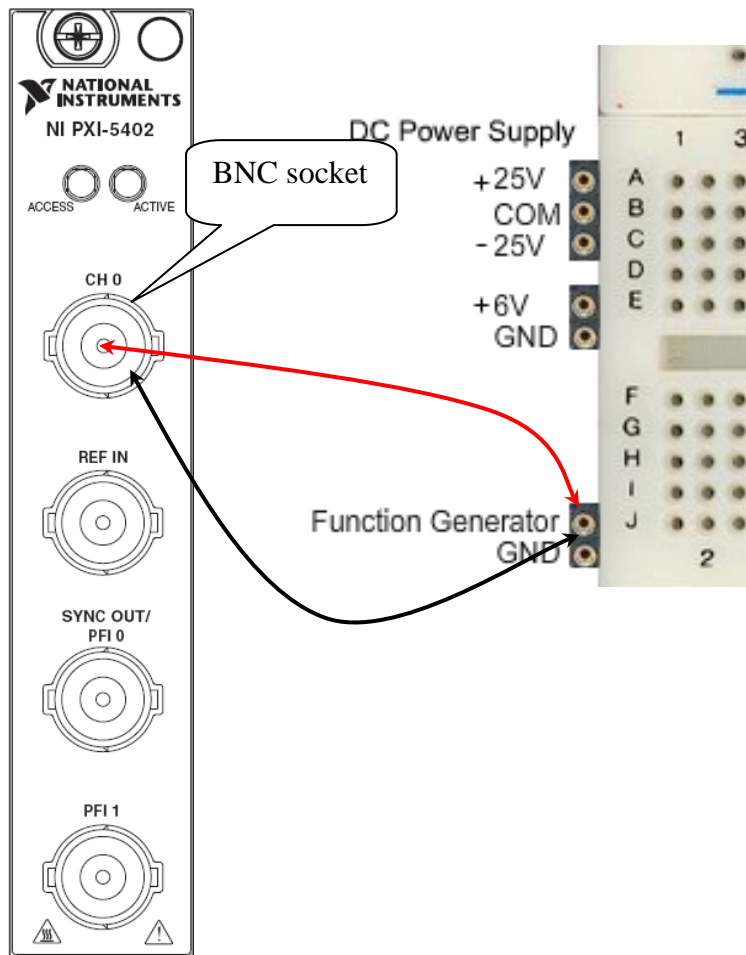 NATIONAL
INSTRUMENTS
NI PXI-5402
ACCESS
ACTIVE
BNC socket
CH 0
REF IN
SYNC OUT/
PFI 0
PFI 1
DC Power Supply
+25V
COM
-25V
+6V
GND
Function Generator
GND
1 3
A
B
C
D
E
F
G
H
I
J
2